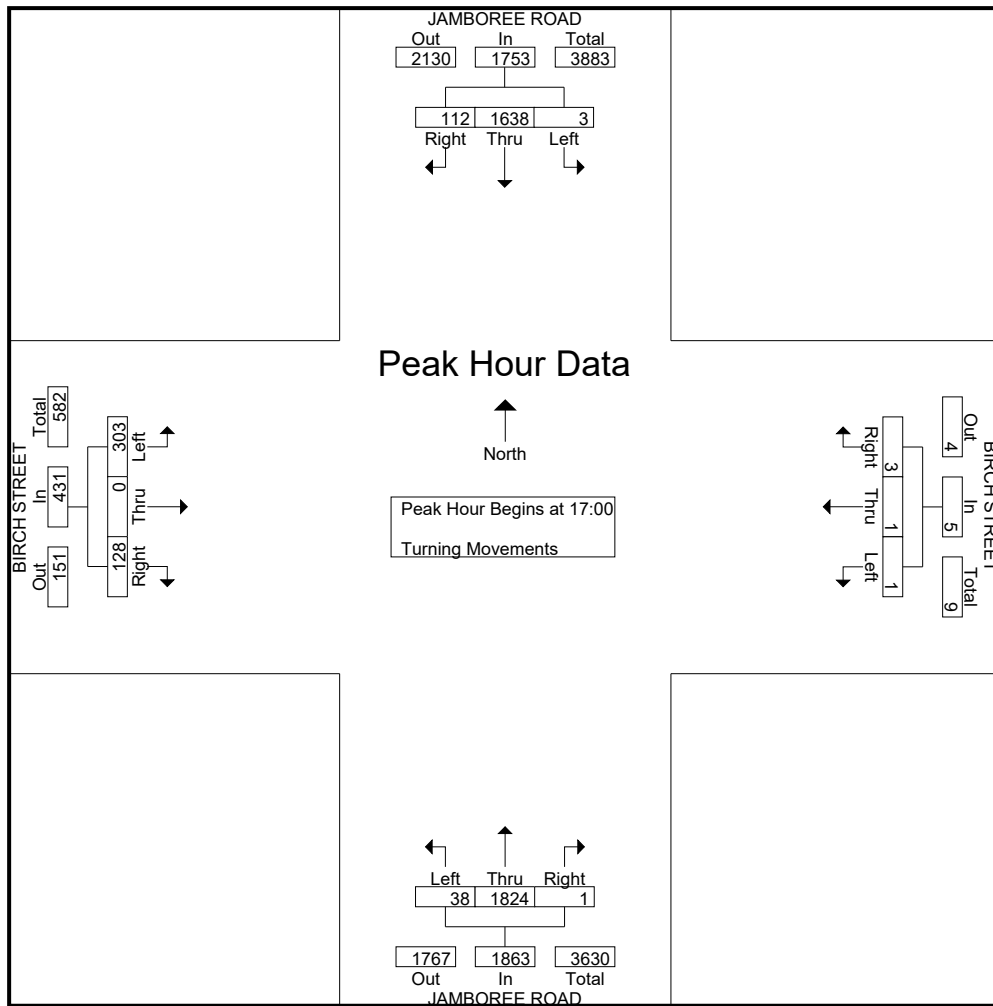 JAMBOREE ROAD
Out In Total
2130 1753 3883
112 1638 3
Right Thru Left
Peak Hour Data
North
Peak Hour Begins at 17:00
Turning Movements
BIRCH STREET
Out In Total
151 431 582
Right Thru Left
128 0 303
BIRCH STREET
Out In Total
4 5 9
Right Thru Left
3 1 1
Left Thru Right
38 1824 1
1767 1863 3630
Out In Total
JAMBOREE ROAD